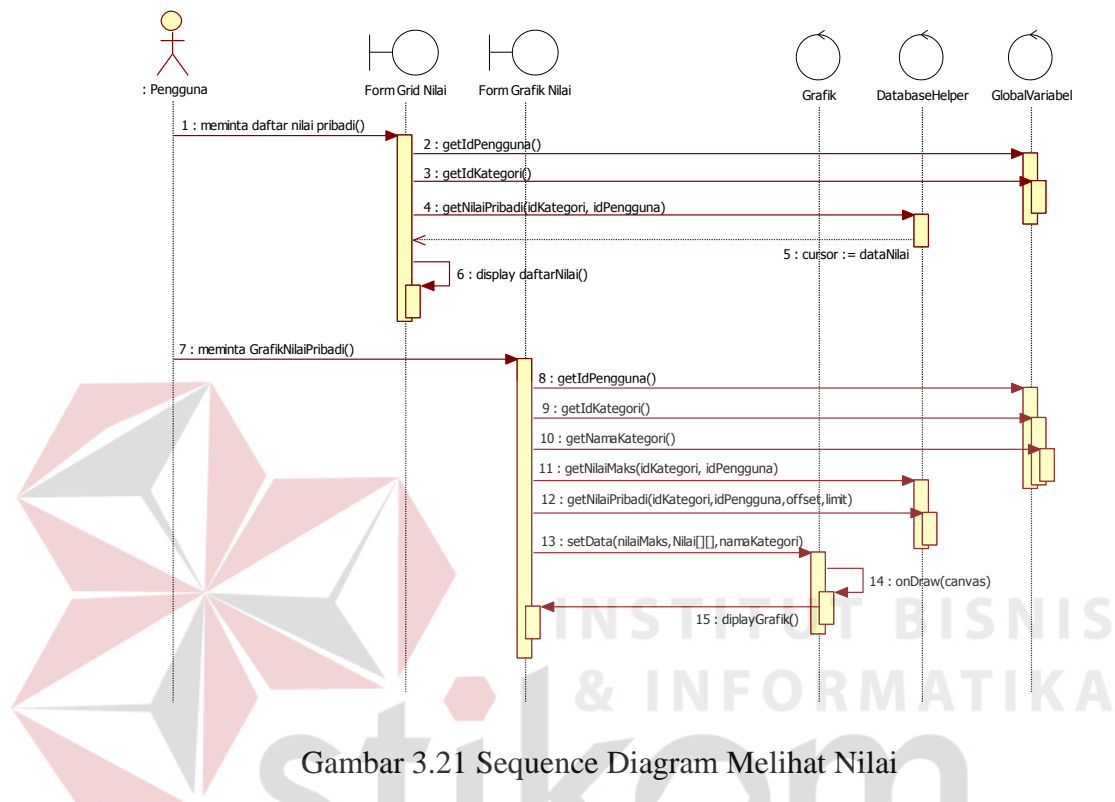 : Pengguna
Form Grid Nilai
Form Grafik Nilai
Grafik
DatabaseHelper
GlobalVariabel
1 : meminta daftar nilai pribadi()
2 : getIdPengguna()
3 : getIdKategori()
4 : getNilaiPribadi(idKategori, idPengguna)
5 : cursor := dataNilai
6 : display daftarNilai()
7 : meminta GrafikNilaiPribadi()
8 : getIdPengguna()
9 : getIdKategori()
10 : getNamaKategori()
11 : getNilaiMaks(idKategori, idPengguna)
12 : getNilaiPribadi(idKategori,idPengguna,offset,limit)
13 : setData(nilaiMaks,Nilai[][],namaKategori)
14 : onDraw(canvas)
15 : diplayGrafik()
INSTITUT BISNIS
& INFORMATIKA
stikom
Gambar 3.21 Sequence Diagram Melihat Nilai